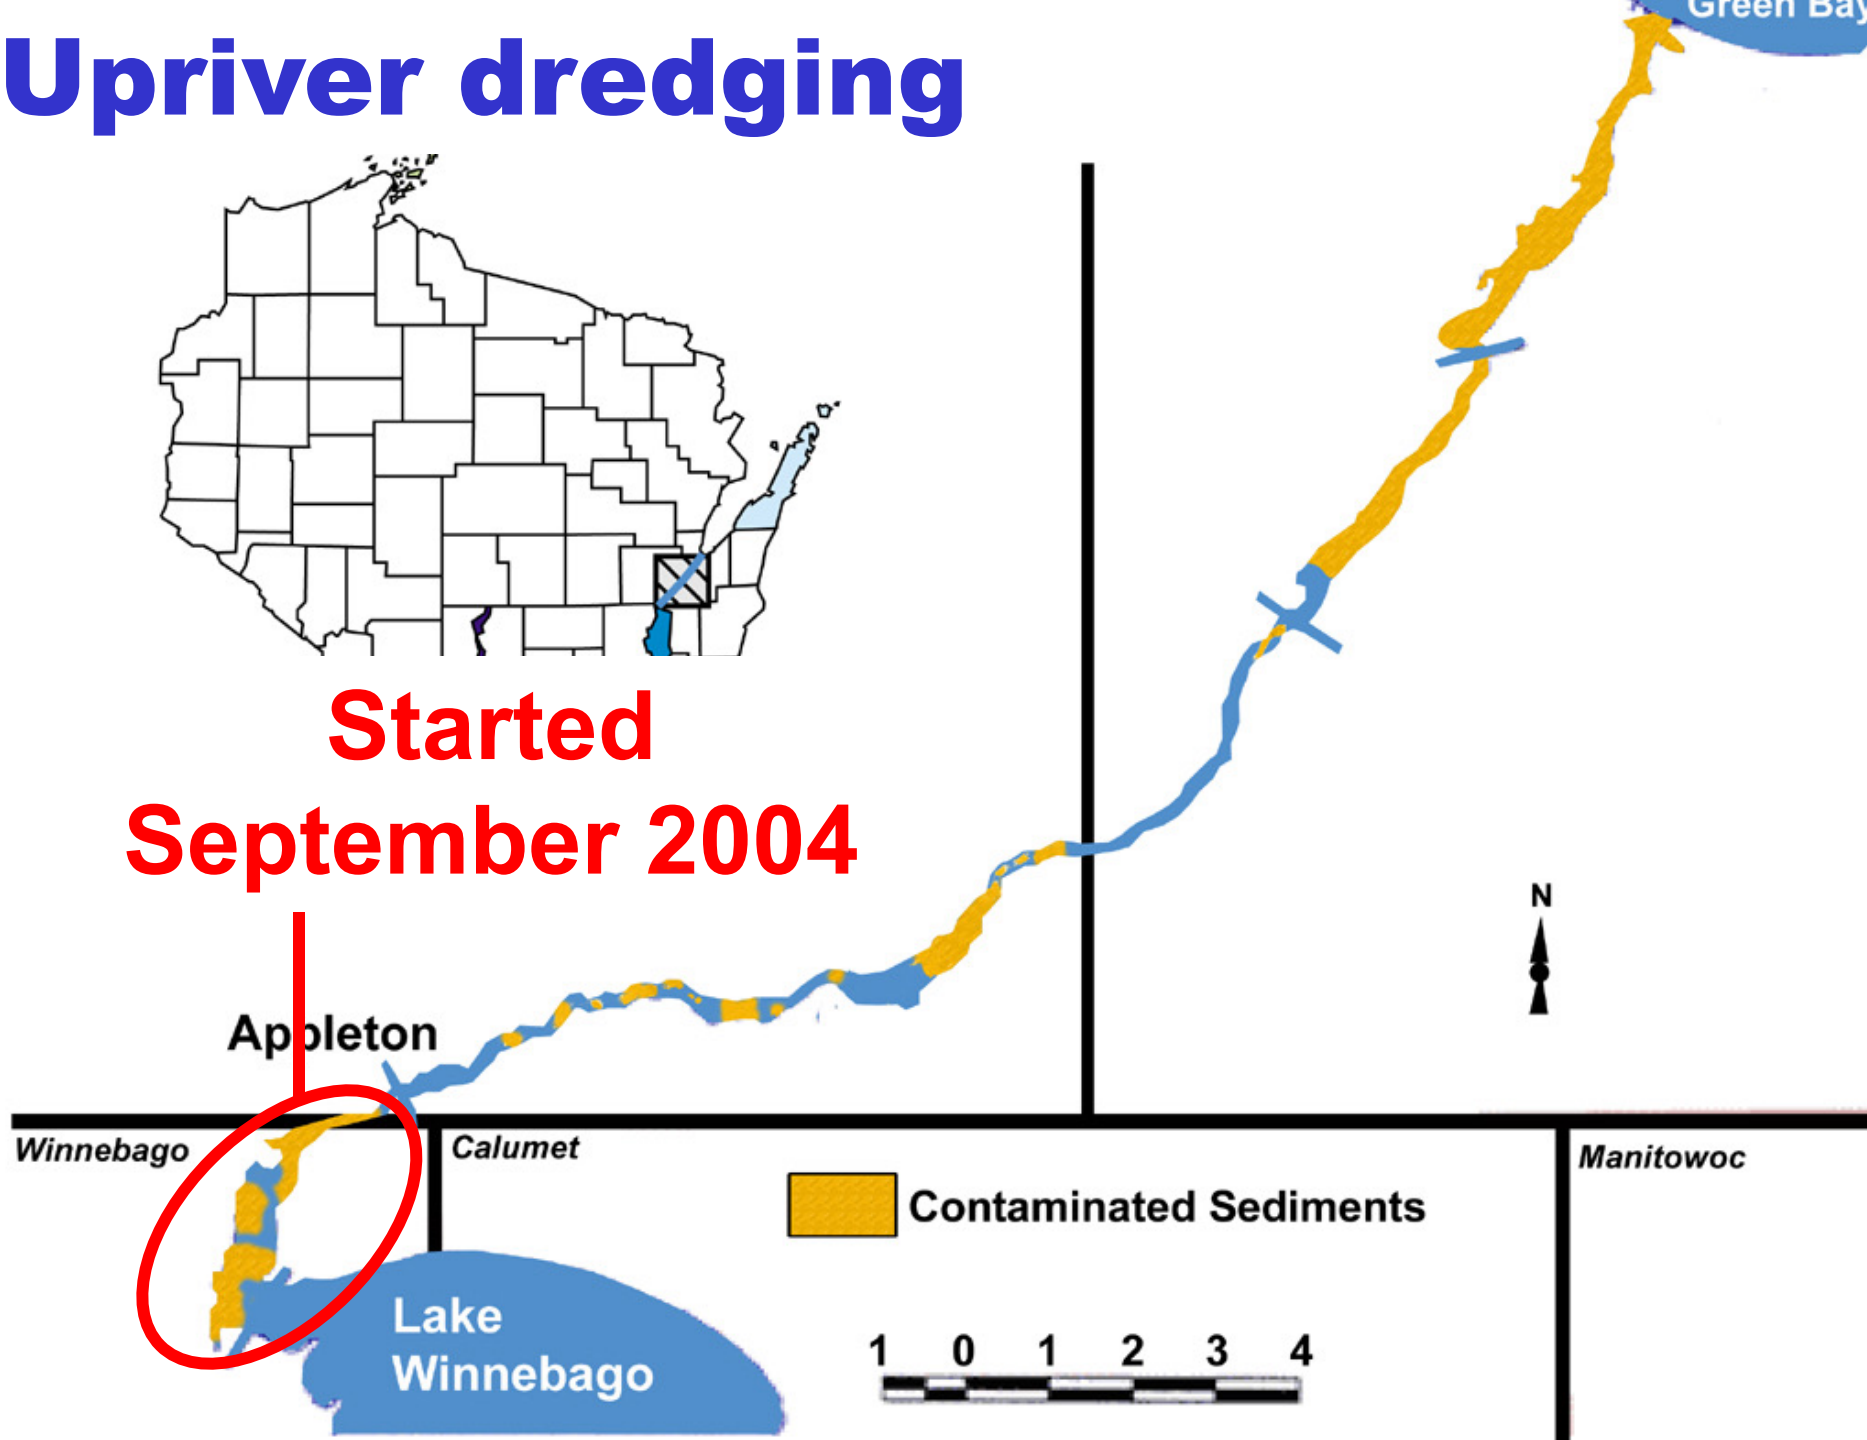 Green Bay
Upriver dredging
Started
September 2004
N
Appleton
Winnebago
Calumet
Manitowoc
Contaminated Sediments
Lake
Winnebago
1 0 1 2 3 4